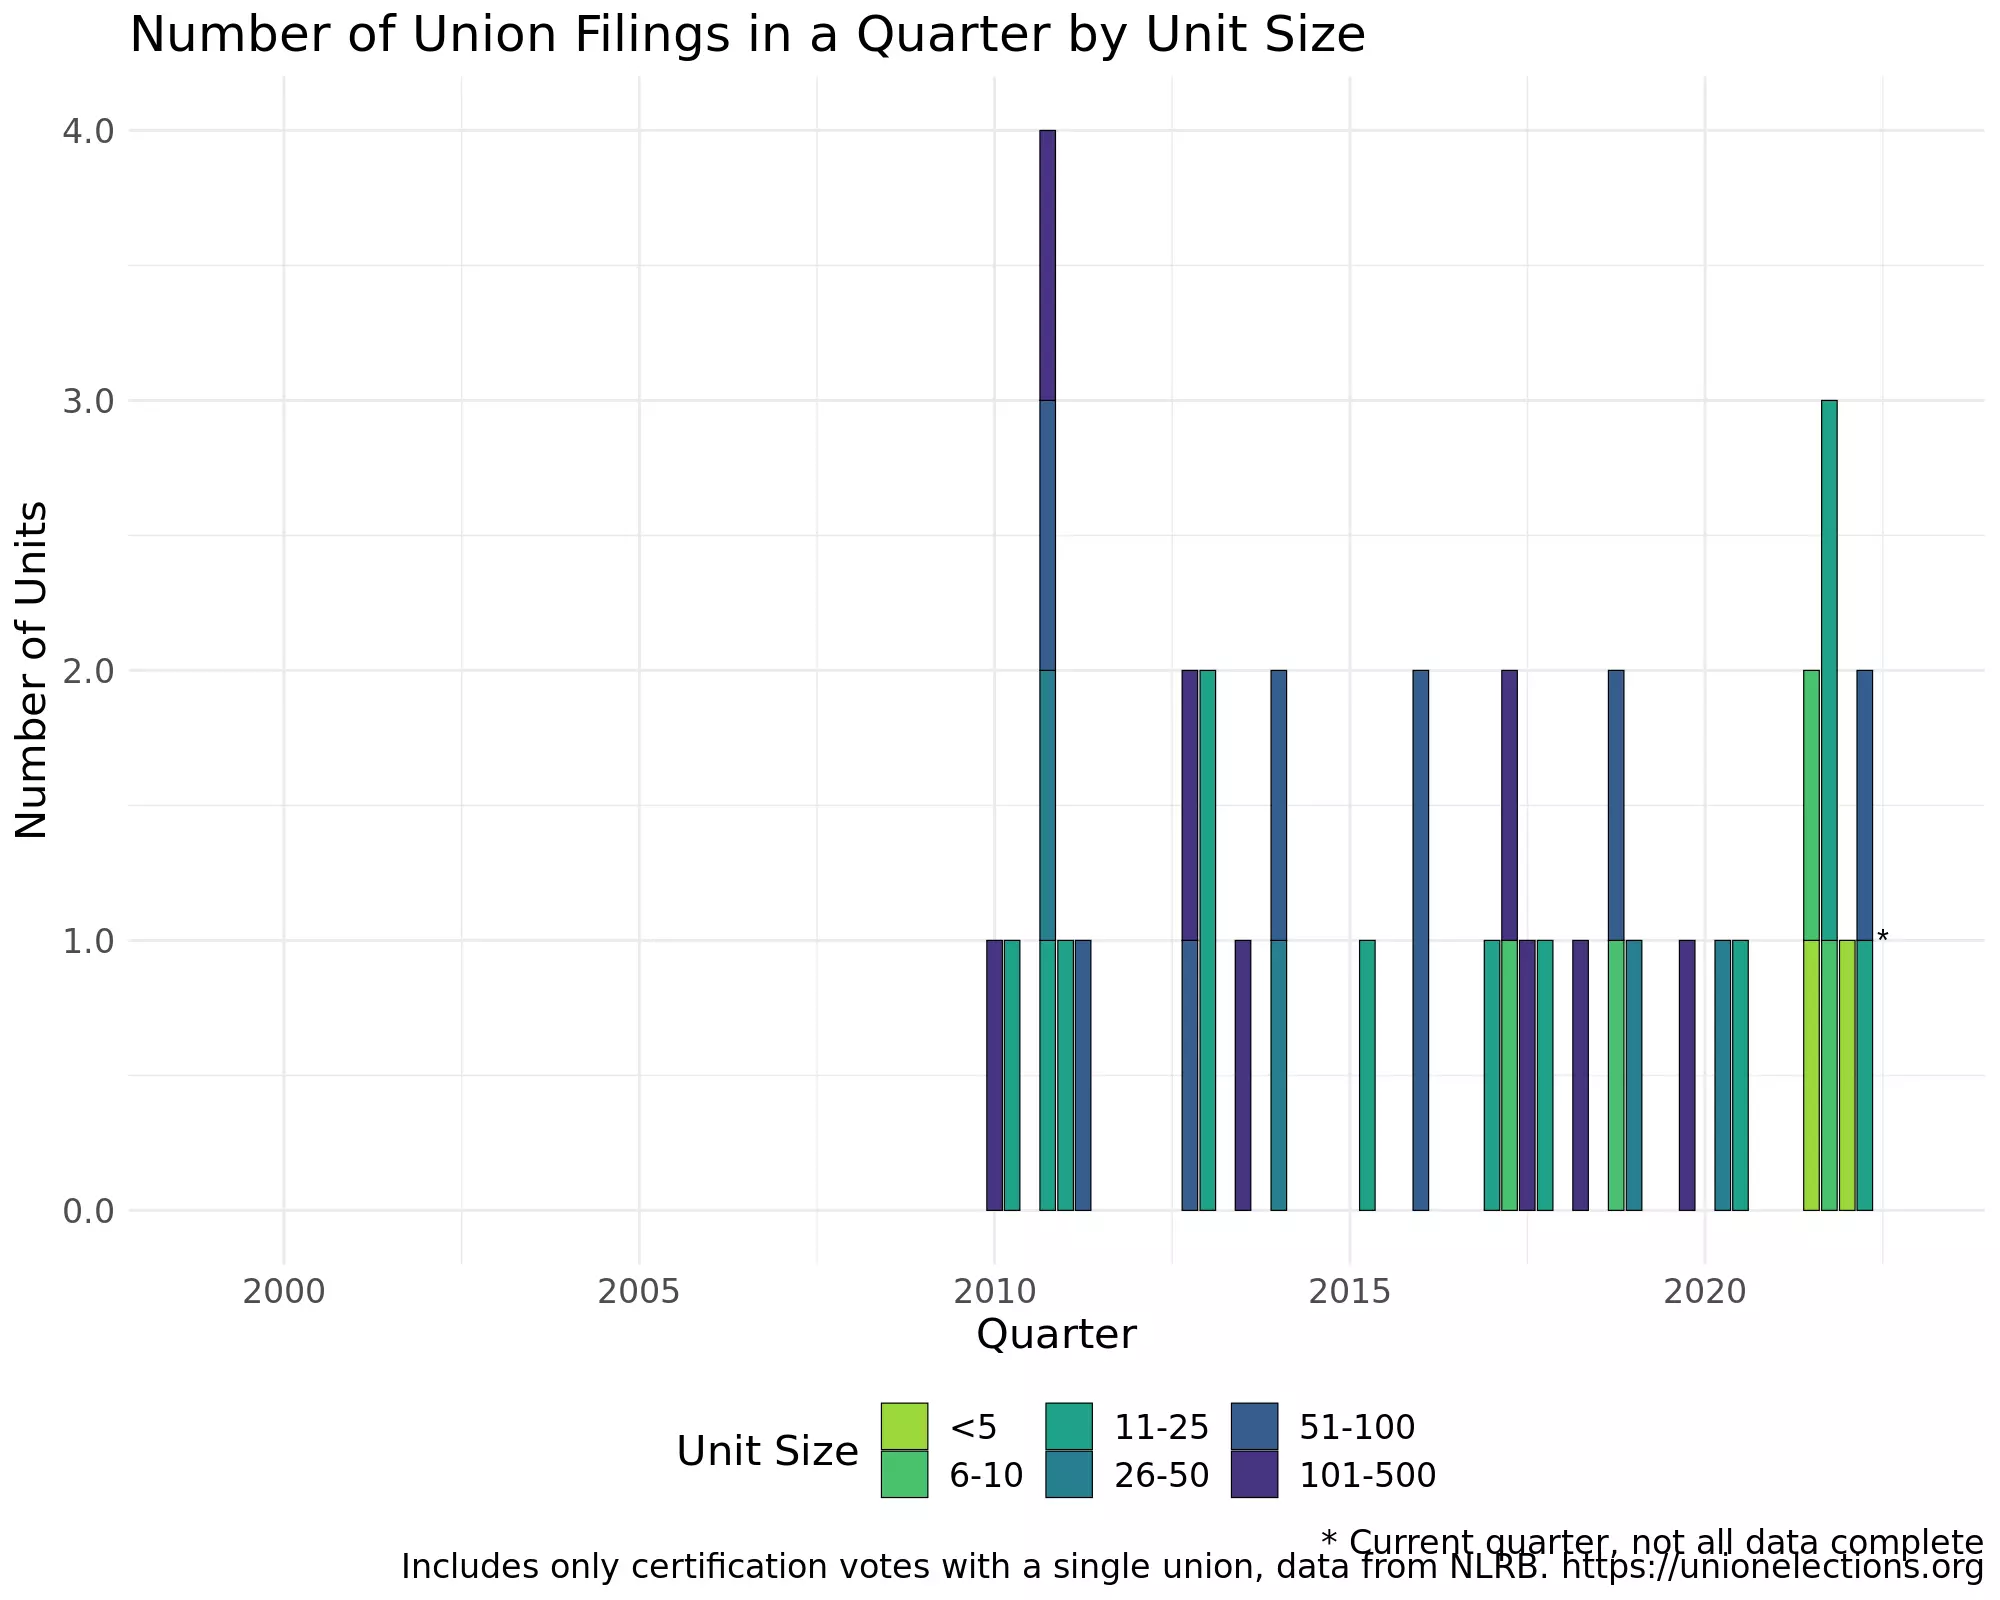 Number of Union Filings in a Quarter by Unit Size
4.0
3.0
2.0
1.0
0.0
Number of Units
*
2000 2005 2010 2015 2020
Quarter
Unit Size
<5 11-25 51-100
6-10 26-50 101-500
* Current quarter, not all data complete
Includes only certification votes with a single union, data from NLRB. https://unionelections.org